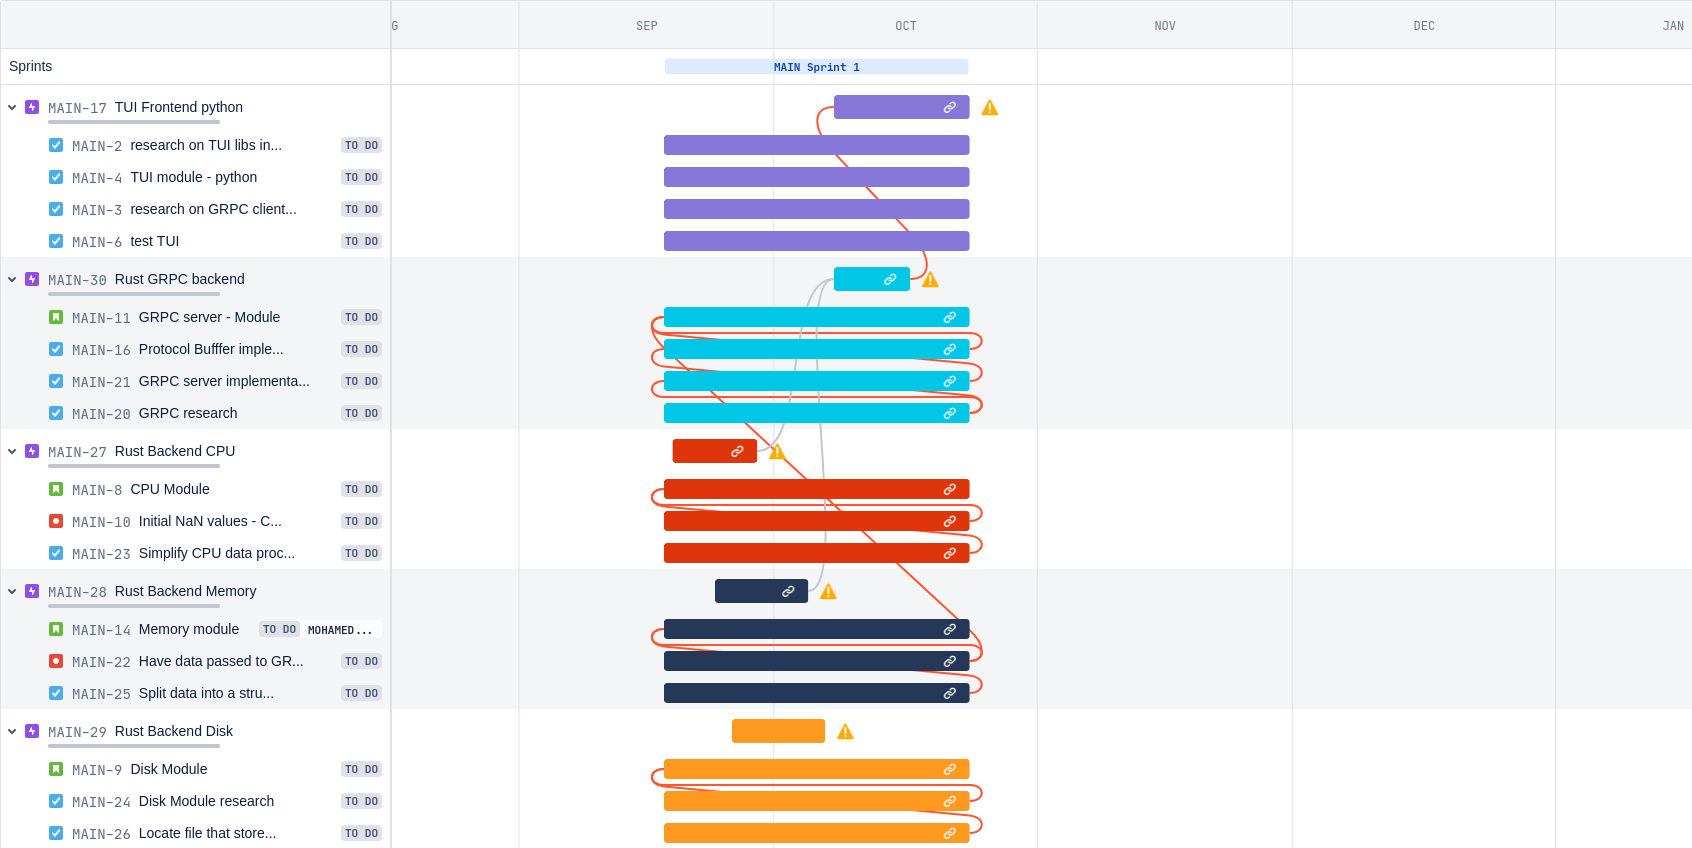 G SEP OCT NOV DEC JAN
Sprints MAIN Sprint 1
MAIN-17 TUI Frontend python
MAIN-2 research on TUI libs in... TO DO
MAIN-4 TUI module - python TO DO
MAIN-3 research on GRPC client... TO DO
MAIN-6 test TUI TO DO
MAIN-30 Rust GRPC backend
MAIN-11 GRPC server - Module TO DO
MAIN-16 Protocol Bufffer imple... TO DO
MAIN-21 GRPC server implementa... TO DO
MAIN-20 GRPC research TO DO
MAIN-27 Rust Backend CPU
MAIN-8 CPU Module TO DO
MAIN-10 Initial NaN values - C... TO DO
MAIN-23 Simplify CPU data proc... TO DO
MAIN-28 Rust Backend Memory
MAIN-14 Memory module TO DO MOHAMED...
MAIN-22 Have data passed to GR... TO DO
MAIN-25 Split data into a stru... TO DO
MAIN-29 Rust Backend Disk
MAIN-9 Disk Module TO DO
MAIN-24 Disk Module research TO DO
MAIN-26 Locate file that store... TO DO